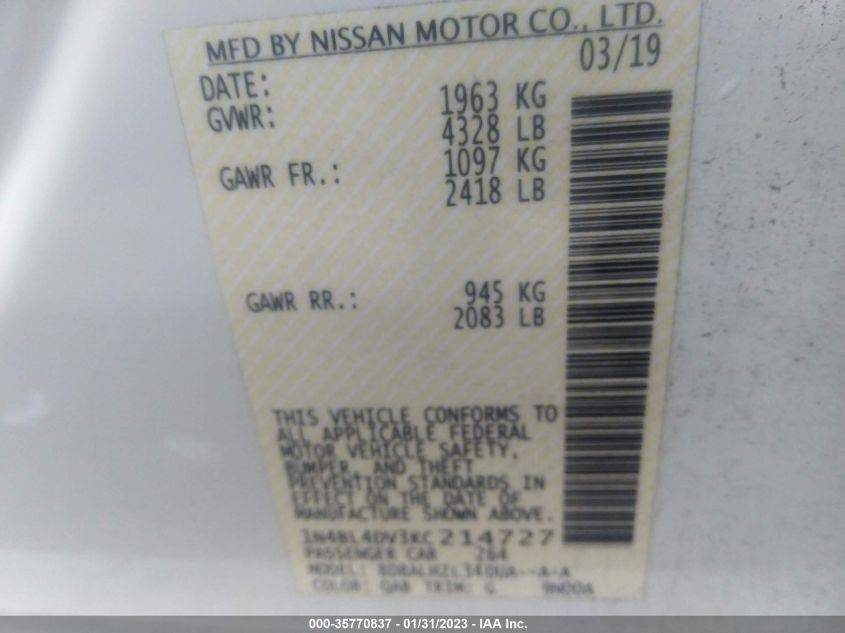 MFD BY NISSAN MOTOR CO., LTD.
DATE: 03/19
GVWR: 1963 KG
4328 LB
GAWR FR.: 1097 KG
2418 LB
GAWR RR.: 945 KG
2083 LB
THIS VEHICLE CONFORMS TO
ALL APPLICABLE FEDERAL
MOTOR VEHICLE SAFETY,
BUMPER, AND THEFT
PREVENTION STANDARDS IN
EFFECT ON THE DATE OF
MANUFACTURE SHOWN ABOVE.
1N4BL4DV3KC214727
PASSENGER CAR 264
MODEL:
COLOR: QAB TRIM: G
000-35770837 - 01/31/2023 - IAA Inc.